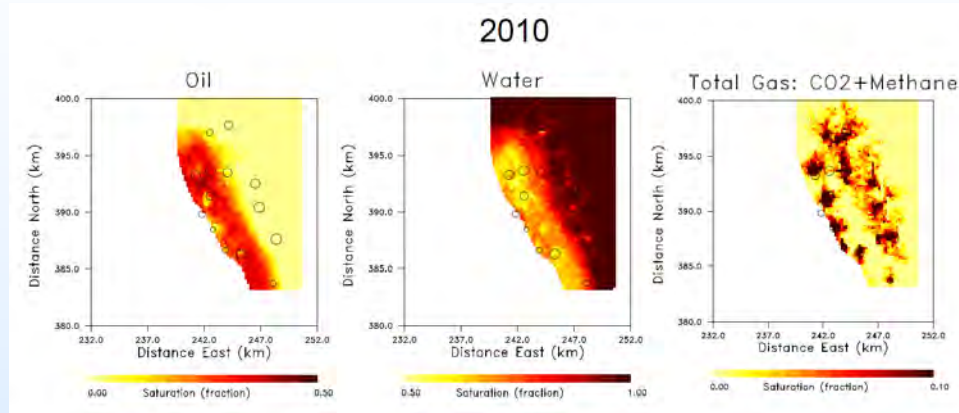 2010
Oil
Water
Total Gas: CO2+Methane
Distance North (km)
400.0
395.0
390.0
385.0
380.0
232.0 237.0 242.0 247.0 252.0
Distance East (km)
0.00 Saturation (fraction) 0.50
Distance North (km)
400.0
395.0
390.0
385.0
380.0
232.0 237.0 242.0 247.0 252.0
Distance East (km)
0.50 Saturation (fraction) 1.00
Distance North (km)
400.0
395.0
390.0
385.0
380.0
232.0 237.0 242.0 247.0 252.0
Distance East (km)
0.00 Saturation (fraction) 0.10